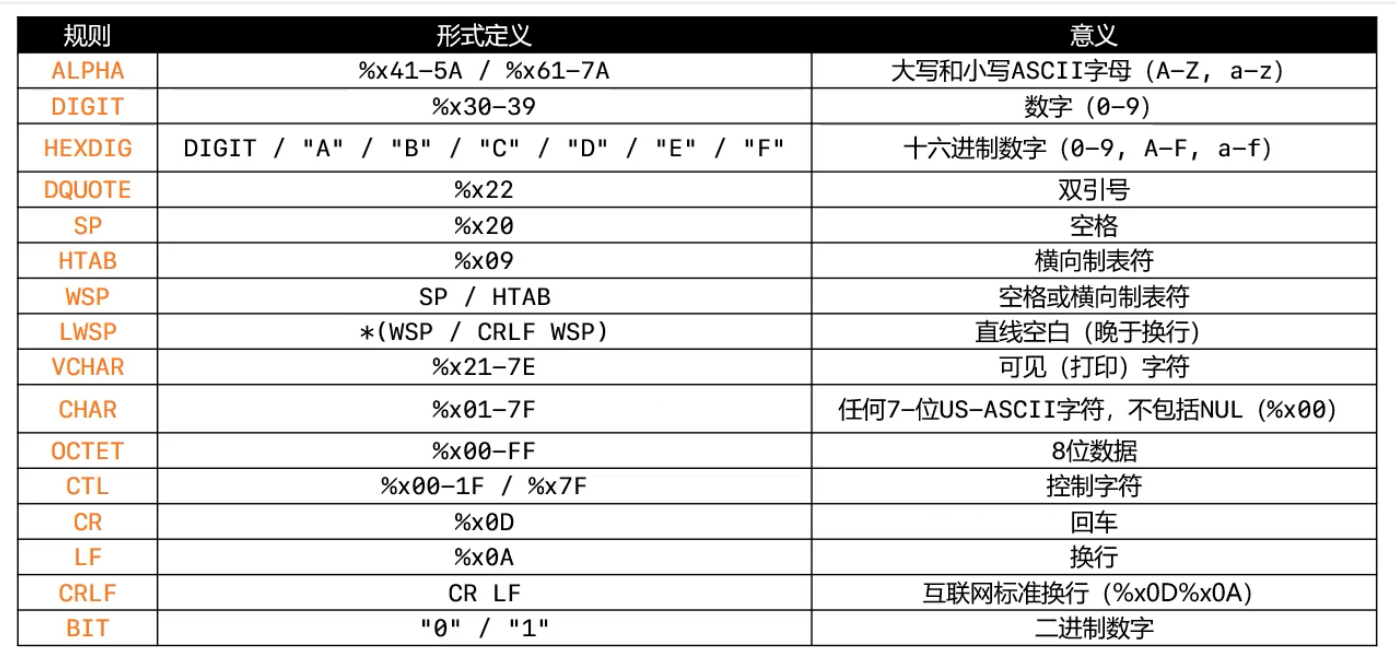 规则 形式定义 意义
ALPHA %x41-5A / %x61-7A 大写和小写ASCII字母（A-Z, a-z）
DIGIT %x30-39 数字（0-9）
HEXDIG DIGIT / "A" / "B" / "C" / "D" / "E" / "F" 十六进制数字（0-9, A-F, a-f）
DQUOTE %x22 双引号
SP %x20 空格
HTAB %x09 横向制表符
WSP SP / HTAB 空格或横向制表符
LWSP *(WSP / CRLF WSP) 直线空白（晚于换行）
VCHAR %x21-7E 可见（打印）字符
CHAR %x01-7F 任何7-位US-ASCII字符，不包括NUL（%x00）
OCTET %x00-FF 8位数据
CTL %x00-1F / %x7F 控制字符
CR %x0D 回车
LF %x0A 换行
CRLF CR LF 互联网标准换行（%x0D%x0A）
BIT "0" / "1" 二进制数字